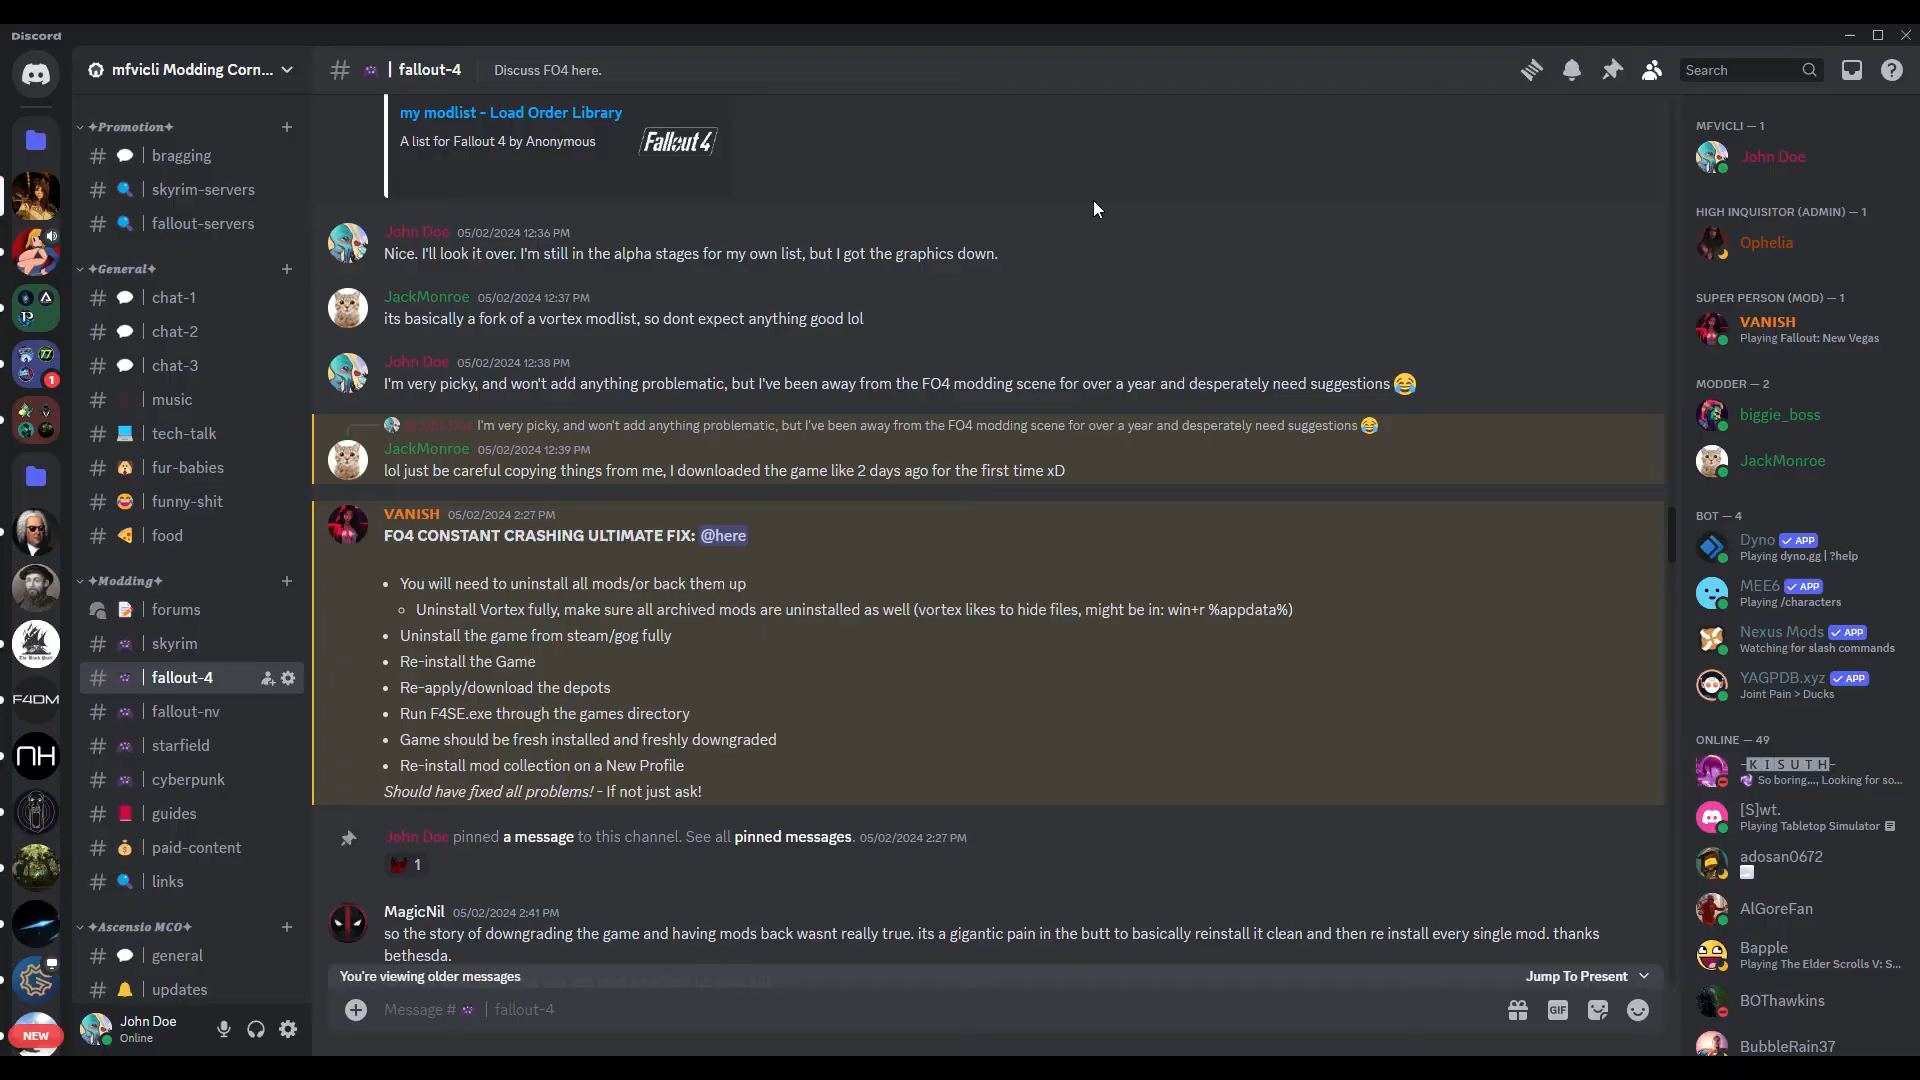 Discord
mfvicli Modding Corn...
| fallout-4
Discuss FO4 here.
Search
✦Promotion✦
bragging
skyrim-servers
fallout-servers
✦General✦
chat-1
chat-2
chat-3
music
tech-talk
fur-babies
funny-shit
food
✦Modding✦
forums
skyrim
fallout-4
fallout-nv
starfield
cyberpunk
guides
paid-content
links
✦Ascensio MCO✦
general
updates
F4DM
NH
1
NEW
John Doe
Online
my modlist - Load Order Library
A list for Fallout 4 by Anonymous
Fallout 4
John Doe 05/02/2024 12:36 PM
Nice. I'll look it over. I'm still in the alpha stages for my own list, but I got the graphics down.
JackMonroe 05/02/2024 12:37 PM
its basically a fork of a vortex modlist, so dont expect anything good lol
John Doe 05/02/2024 12:38 PM
I'm very picky, and won't add anything problematic, but I've been away from the FO4 modding scene for over a year and desperately need suggestions 😂
@John Doe I'm very picky, and won't add anything problematic, but I've been away from the FO4 modding scene for over a year and desperately need suggestions 😂
JackMonroe 05/02/2024 12:39 PM
lol just be careful copying things from me, I downloaded the game like 2 days ago for the first time xD
VANISH 05/02/2024 2:27 PM
FO4 CONSTANT CRASHING ULTIMATE FIX: @here
• You will need to uninstall all mods/or back them up
◦ Uninstall Vortex fully, make sure all archived mods are uninstalled as well (vortex likes to hide files, might be in: win+r %appdata%)
• Uninstall the game from steam/gog fully
• Re-install the Game
• Re-apply/download the depots
• Run F4SE.exe through the games directory
• Game should be fresh installed and freshly downgraded
• Re-install mod collection on a New Profile
Should have fixed all problems! - If not just ask!
John Doe pinned a message to this channel. See all pinned messages. 05/02/2024 2:27 PM
1
MagicNil 05/02/2024 2:41 PM
so the story of downgrading the game and having mods back wasnt really true. its a gigantic pain in the butt to basically reinstall it clean and then re install every single mod. thanks
bethesda.
You're viewing older messages
Jump To Present
Message # | fallout-4
GIF
MFVICLI — 1
John Doe
HIGH INQUISITOR (ADMIN) — 1
Ophelia
SUPER PERSON (MOD) — 1
VANISH
Playing Fallout: New Vegas
MODDER — 2
biggie_boss
JackMonroe
BOT — 4
Dyno ✓ APP
Playing dyno.gg | ?help
MEE6 ✓ APP
Playing /characters
Nexus Mods ✓ APP
Watching for slash commands
YAGPDB.xyz ✓ APP
Joint Pain > Ducks
ONLINE — 49
-K I S U T H-
So boring..., Looking for so...
[S]wt.
Playing Tabletop Simulator
adosan0672
AlGoreFan
Bapple
Playing The Elder Scrolls V: S...
BOThawkins
BubbleRain37